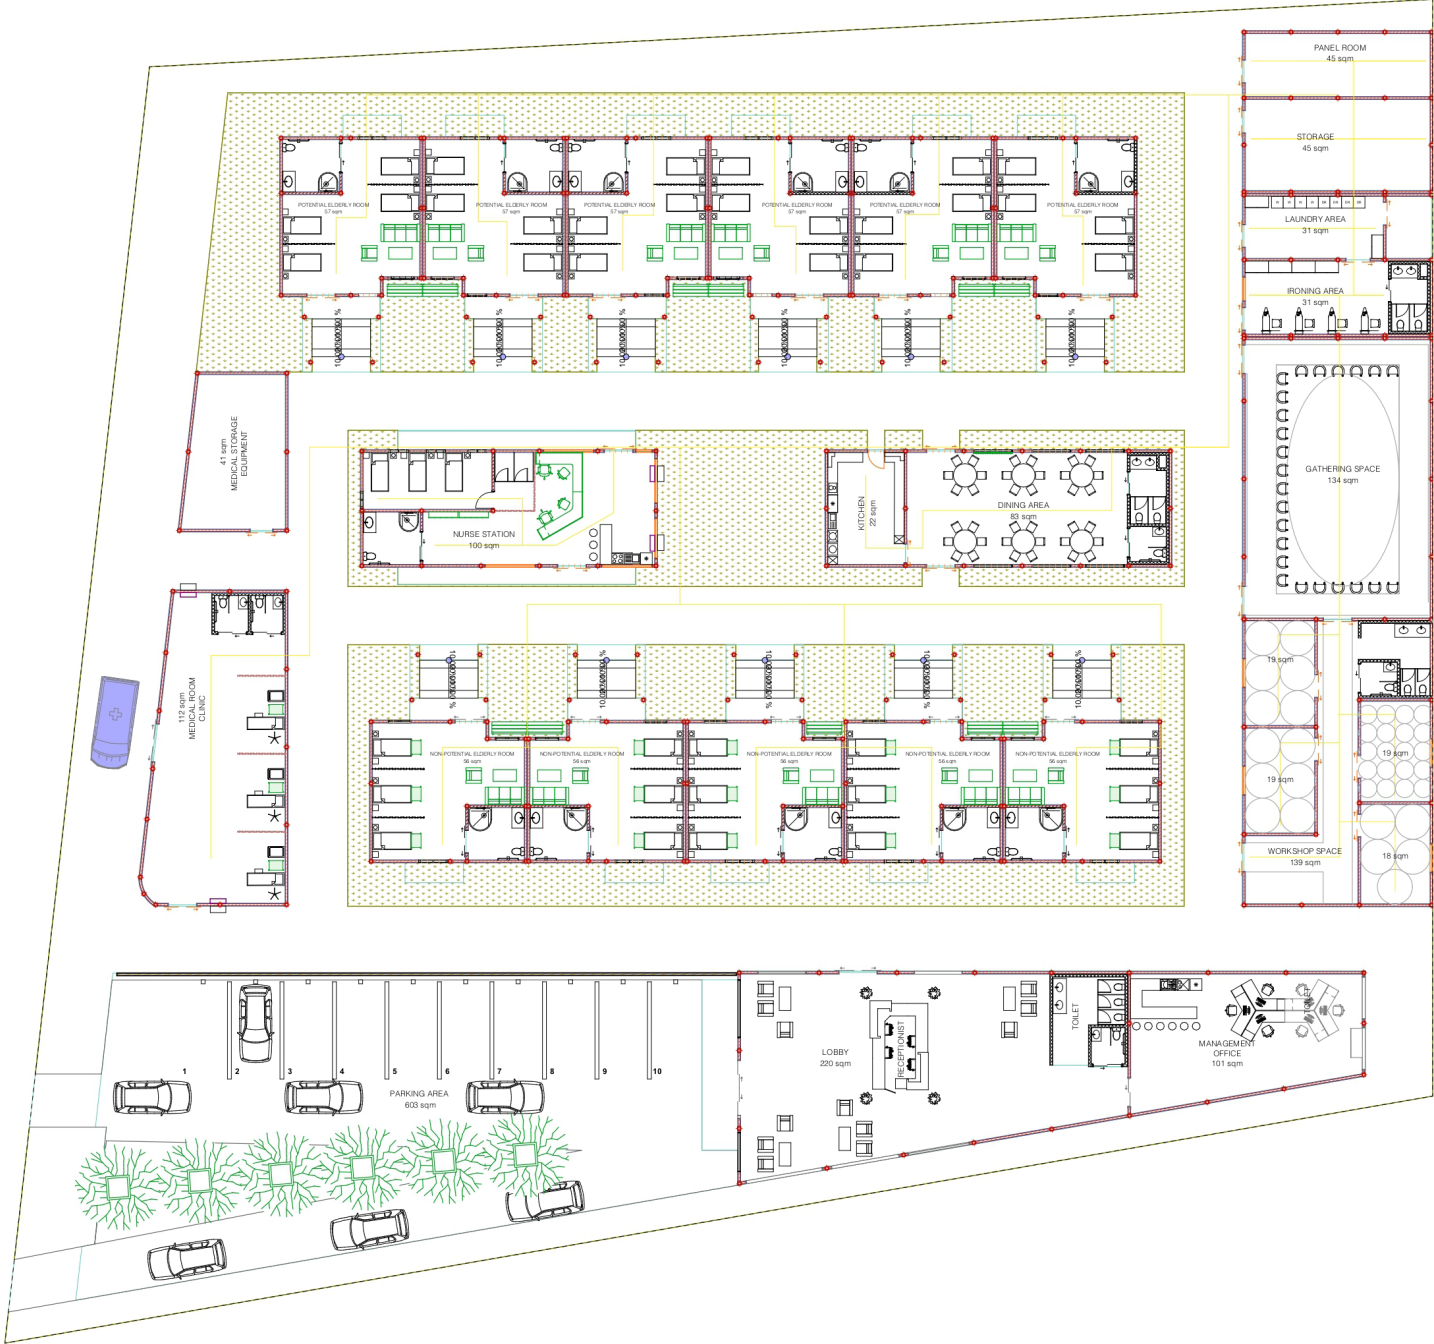 PANEL ROOM
45 sqm
STORAGE
45 sqm
LAUNDRY AREA
31 sqm
IRONING AREA
31 sqm
POTENTIAL ELDERLY ROOM
57 sqm
POTENTIAL ELDERLY ROOM
57 sqm
POTENTIAL ELDERLY ROOM
57 sqm
POTENTIAL ELDERLY ROOM
57 sqm
POTENTIAL ELDERLY ROOM
57 sqm
POTENTIAL ELDERLY ROOM
57 sqm
MEDICAL STORAGE
EQUIPMENT
41 sqm
NURSE STATION
100 sqm
KITCHEN
22 sqm
DINING AREA
83 sqm
GATHERING SPACE
134 sqm
MEDICAL ROOM
CLINIC
112 sqm
NON-POTENTIAL ELDERLY ROOM
56 sqm
NON-POTENTIAL ELDERLY ROOM
56 sqm
NON-POTENTIAL ELDERLY ROOM
56 sqm
NON-POTENTIAL ELDERLY ROOM
56 sqm
NON-POTENTIAL ELDERLY ROOM
56 sqm
19 sqm
19 sqm
19 sqm
18 sqm
WORKSHOP SPACE
139 sqm
LOBBY
220 sqm
RECEPTIONIST
TOILET
MANAGEMENT
OFFICE
101 sqm
1 2 3 4 5 6 7 8 9 10
PARKING AREA
603 sqm